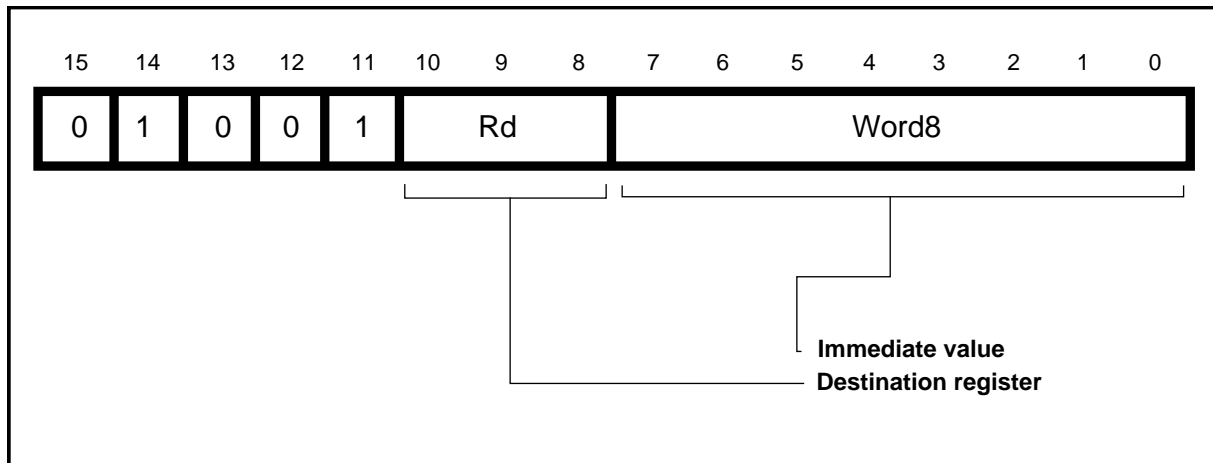 15 14 13 12 11 10 9 8 7 6 5 4 3 2 1 0
0 1 0 0 1 Rd Word8
Immediate value
Destination register